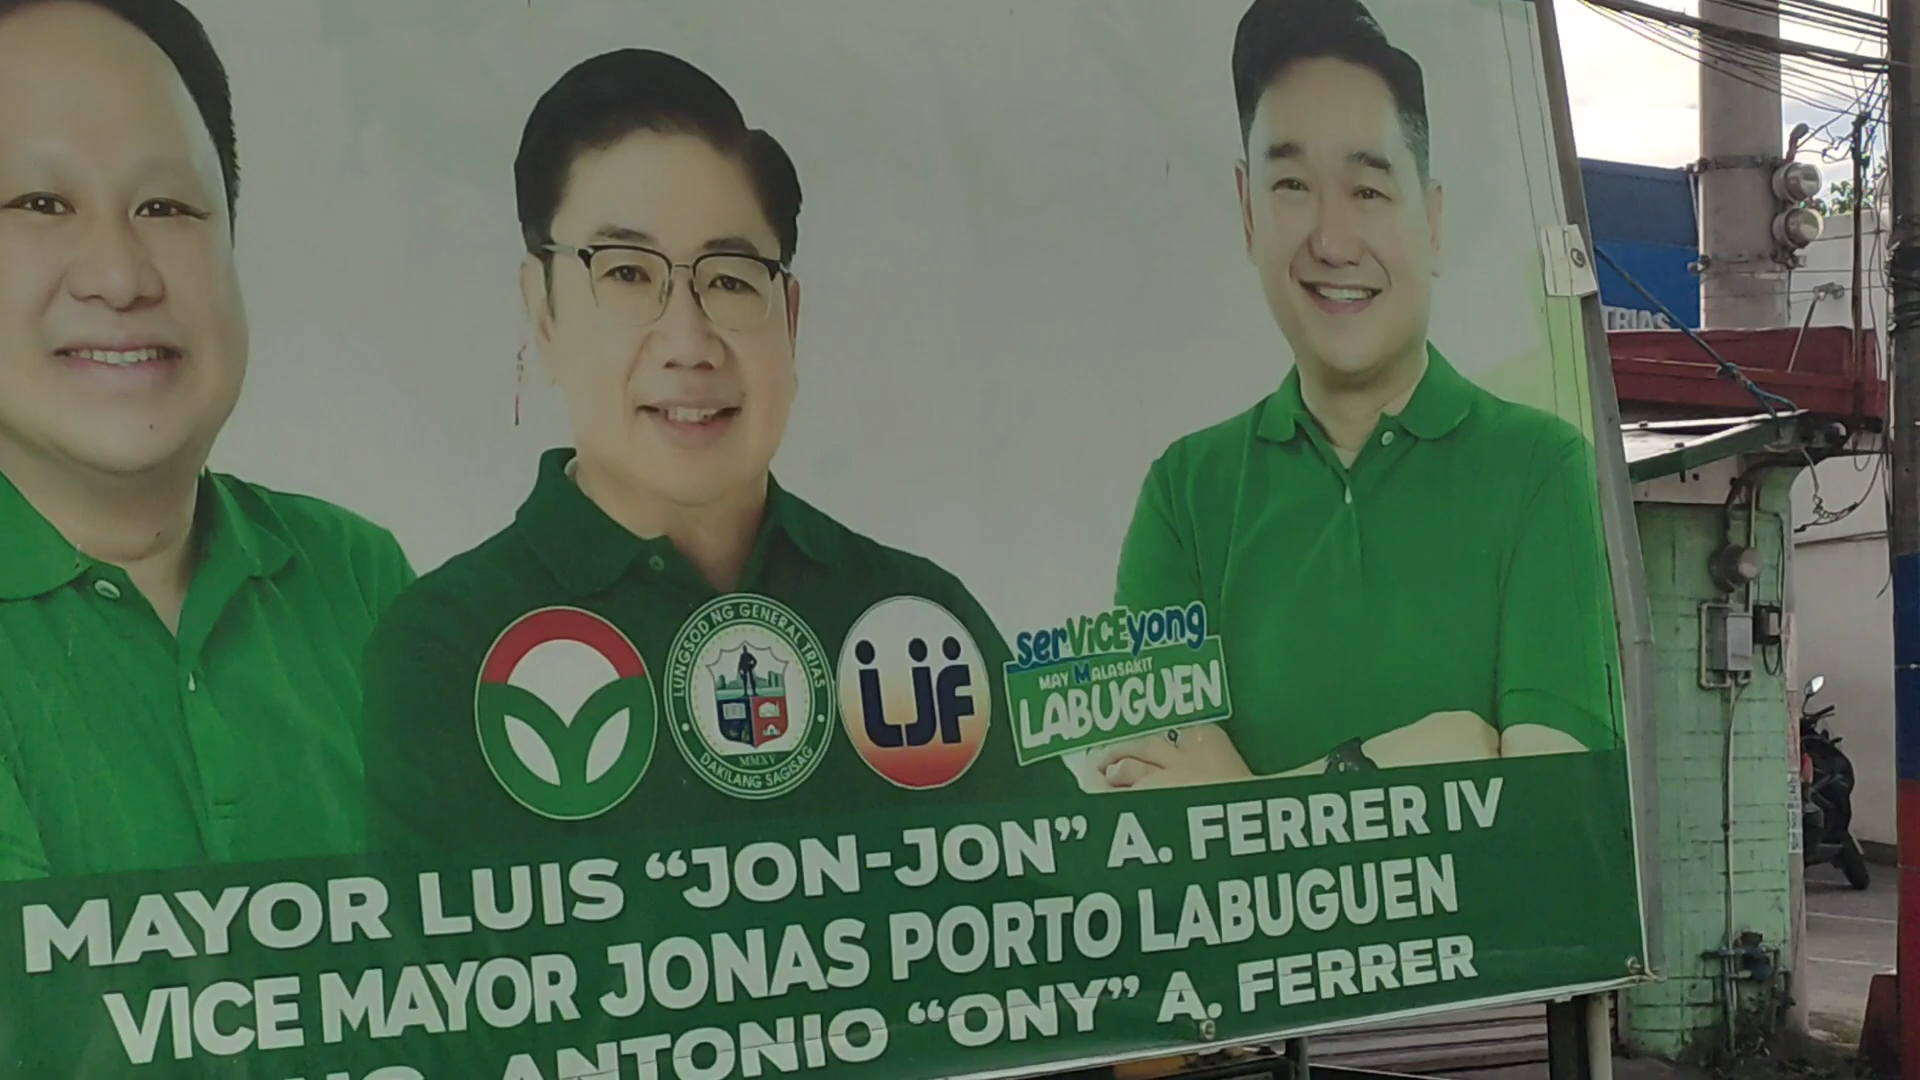 TRIAS
LUNGSOD NG GENERAL TRIAS
MMXV
DAKILANG SAGISAG
LJF
serViCEyong
MAY MALASAKIT
LABUGUEN
MAYOR LUIS “JON-JON” A. FERRER IV
VICE MAYOR JONAS PORTO LABUGUEN
ANTONIO “ONY” A. FERRER